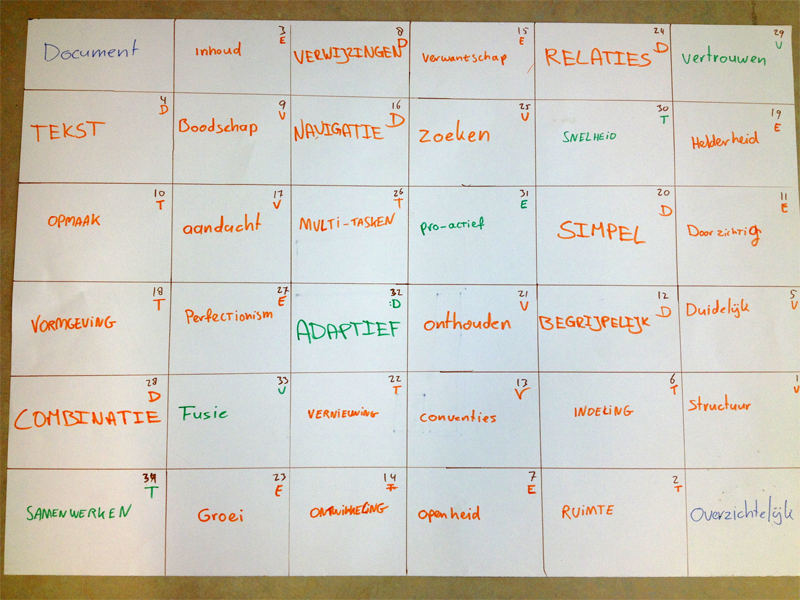 Document
3
E
inhoud
8
VERWIJZINGEN D
15
E
verwantschap
24
RELATIES D
29
V
vertrouwen
4
D
TEKST
9
V
Boodschap
16
NAVIGATIE D
25
V
zoeken
30
T
SNELHEID
19
E
Helderheid
10
T
OPMAAK
17
V
aandacht
26
T
MULTI-TASKEN
31
E
pro-actief
20
D
SIMPEL
11
E
Doorzichtig
18
T
VORMGEVING
27
E
Perfectionism
32
:D
ADAPTIEF
21
V
onthouden
12
D
BEGRIJPELIJK
5
V
Duidelijk
28
D
COMBINATIE
33
V
Fusie
22
T
VERNIEUWING
13
V
conventies
6
T
INDELING
1
V
Structuur
34
T
SAMENWERKEN
23
E
Groei
14
T
ONTWIKKELING
7
E
openheid
2
T
RUIMTE
Overzichtelijk